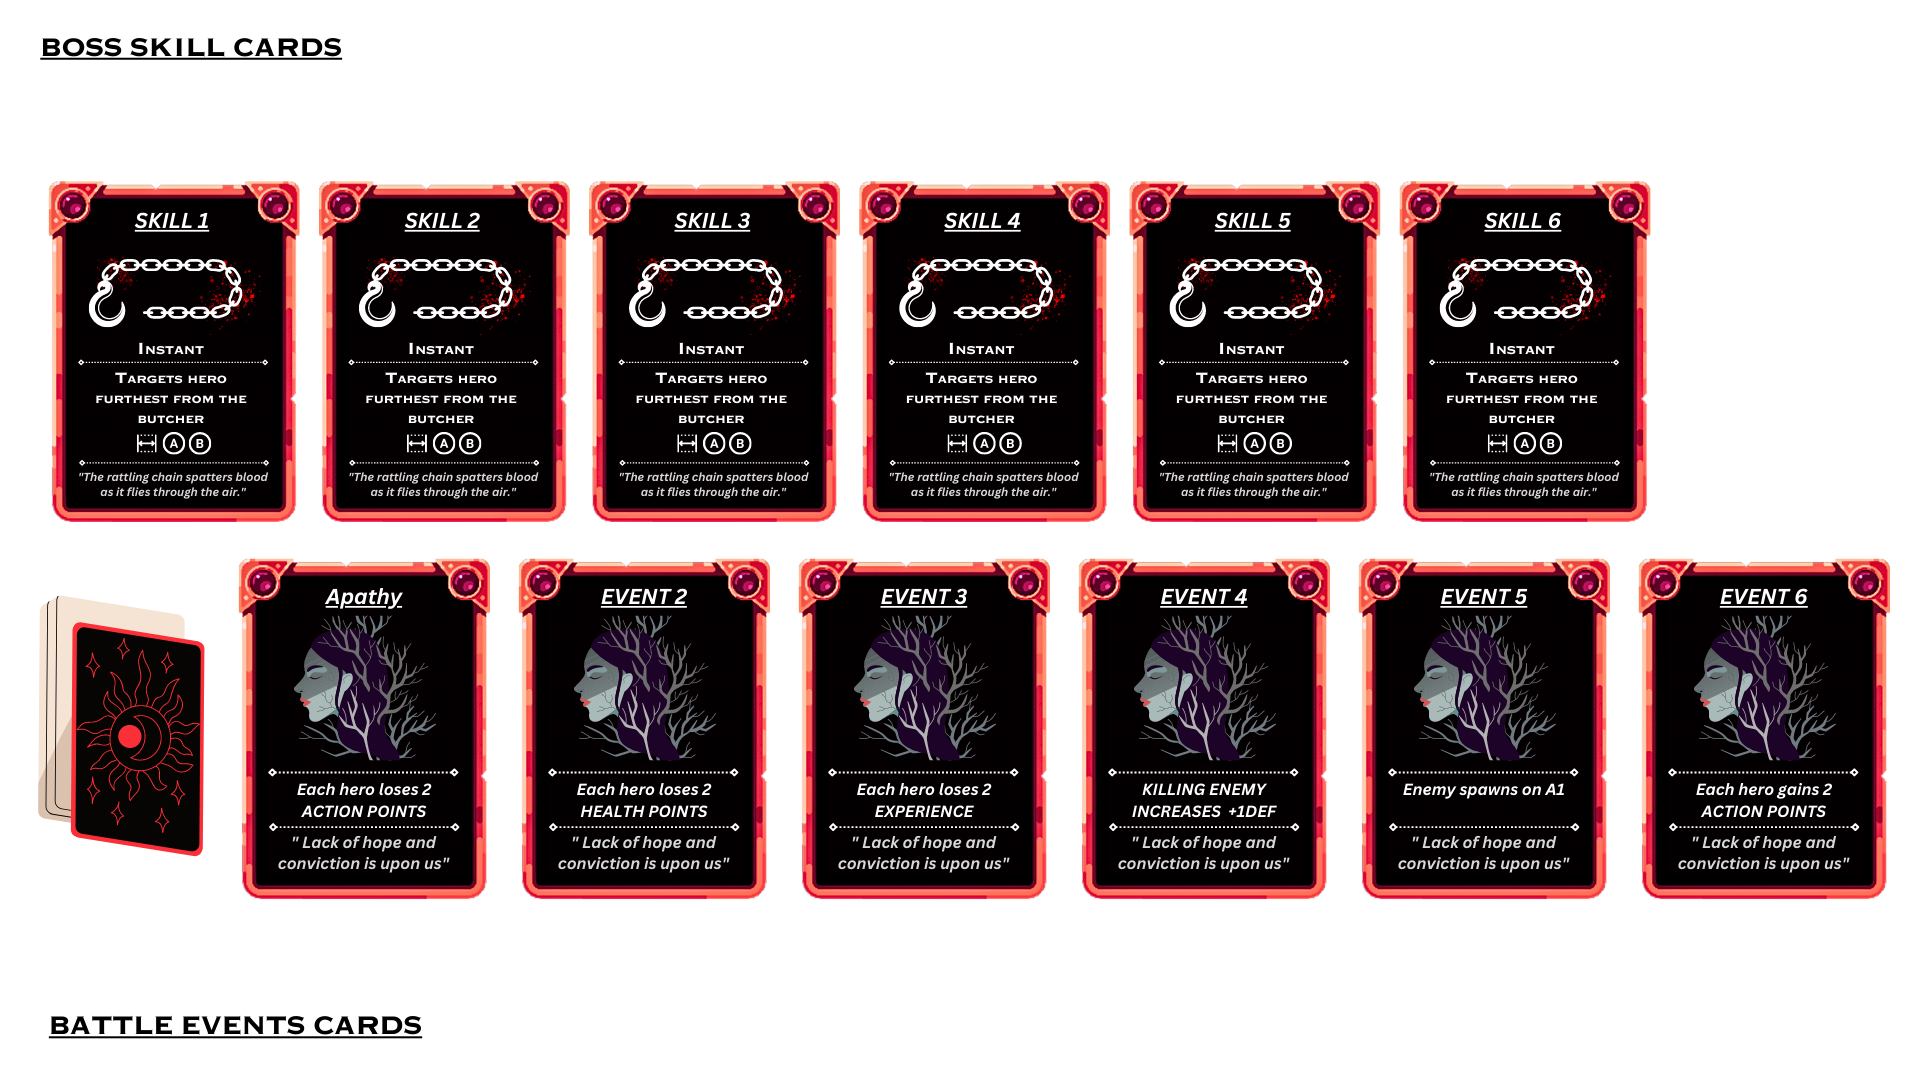 BOSS SKILL CARDS
SKILL 1
INSTANT
TARGETS HERO
FURTHEST FROM THE
BUTCHER
A B
"The rattling chain spatters blood
as it flies through the air."
SKILL 2
INSTANT
TARGETS HERO
FURTHEST FROM THE
BUTCHER
A B
"The rattling chain spatters blood
as it flies through the air."
SKILL 3
INSTANT
TARGETS HERO
FURTHEST FROM THE
BUTCHER
A B
"The rattling chain spatters blood
as it flies through the air."
SKILL 4
INSTANT
TARGETS HERO
FURTHEST FROM THE
BUTCHER
A B
"The rattling chain spatters blood
as it flies through the air."
SKILL 5
INSTANT
TARGETS HERO
FURTHEST FROM THE
BUTCHER
A B
"The rattling chain spatters blood
as it flies through the air."
SKILL 6
INSTANT
TARGETS HERO
FURTHEST FROM THE
BUTCHER
A B
"The rattling chain spatters blood
as it flies through the air."
Apathy
Each hero loses 2
ACTION POINTS
" Lack of hope and
conviction is upon us"
EVENT 2
Each hero loses 2
HEALTH POINTS
" Lack of hope and
conviction is upon us"
EVENT 3
Each hero loses 2
EXPERIENCE
" Lack of hope and
conviction is upon us"
EVENT 4
KILLING ENEMY
INCREASES +1DEF
" Lack of hope and
conviction is upon us"
EVENT 5
Enemy spawns on A1
" Lack of hope and
conviction is upon us"
EVENT 6
Each hero gains 2
ACTION POINTS
" Lack of hope and
conviction is upon us"
BATTLE EVENTS CARDS